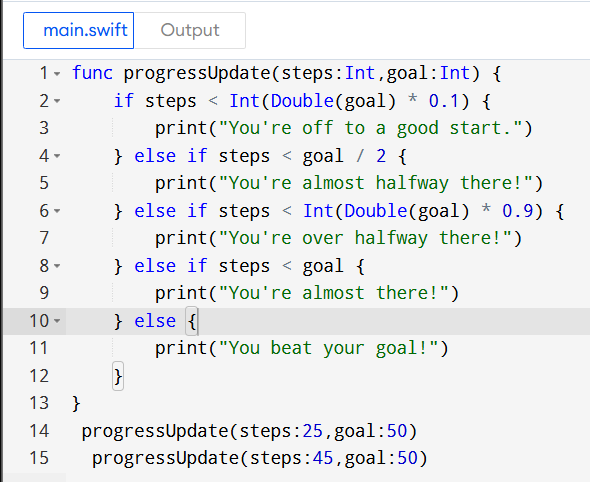 main.swift Output
1 func progressUpdate(steps:Int,goal:Int) {
2     if steps < Int(Double(goal) * 0.1) {
3         print("You're off to a good start.")
4     } else if steps < goal / 2 {
5         print("You're almost halfway there!")
6     } else if steps < Int(Double(goal) * 0.9) {
7         print("You're over halfway there!")
8     } else if steps < goal {
9         print("You're almost there!")
10     } else {
11         print("You beat your goal!")
12     }
13 }
14  progressUpdate(steps:25,goal:50)
15   progressUpdate(steps:45,goal:50)